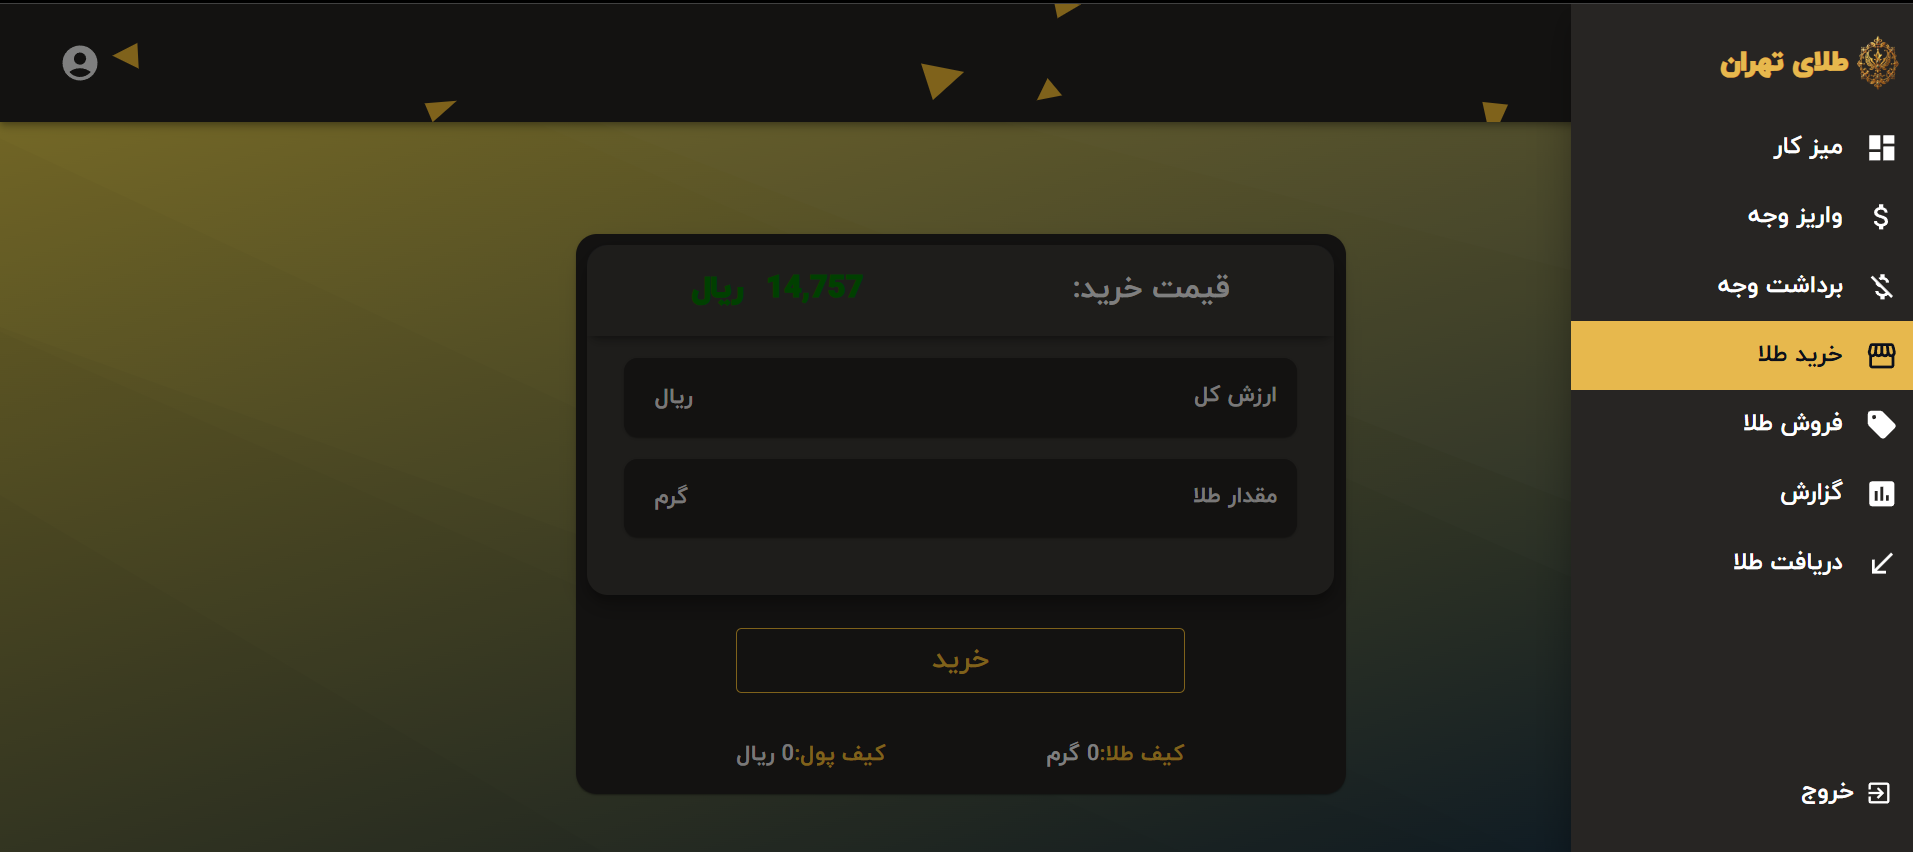 طلای تهران
میز کار
واریز وجه
برداشت وجه
خرید طلا
فروش طلا
گزارش
دریافت طلا
خروج
قیمت خرید: 14,757 ریال
ارزش کل ریال
مقدار طلا گرم
خرید
کیف طلا:0 گرم کیف پول:0 ریال